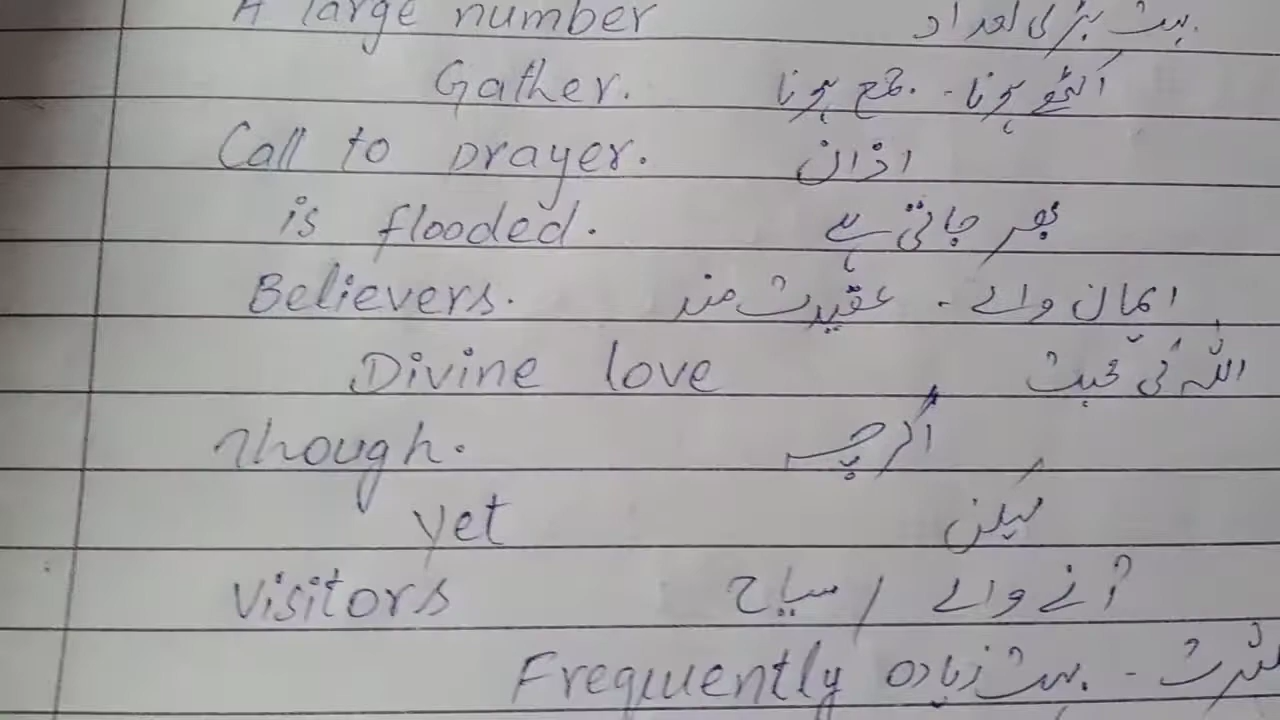 A large number بہت بڑی تعداد
Gather. اکٹھے ہونا - جمع ہونا
Call to prayer. اذان
is flooded. بھر جاتی ہے
Believers. ایمان والے - عقیدت مند
Divine love اللہ کی محبت
Though. اگرچہ
yet لیکن
Visitors آنے والے / سیاح
Frequently کثرت - بہت زیادہ